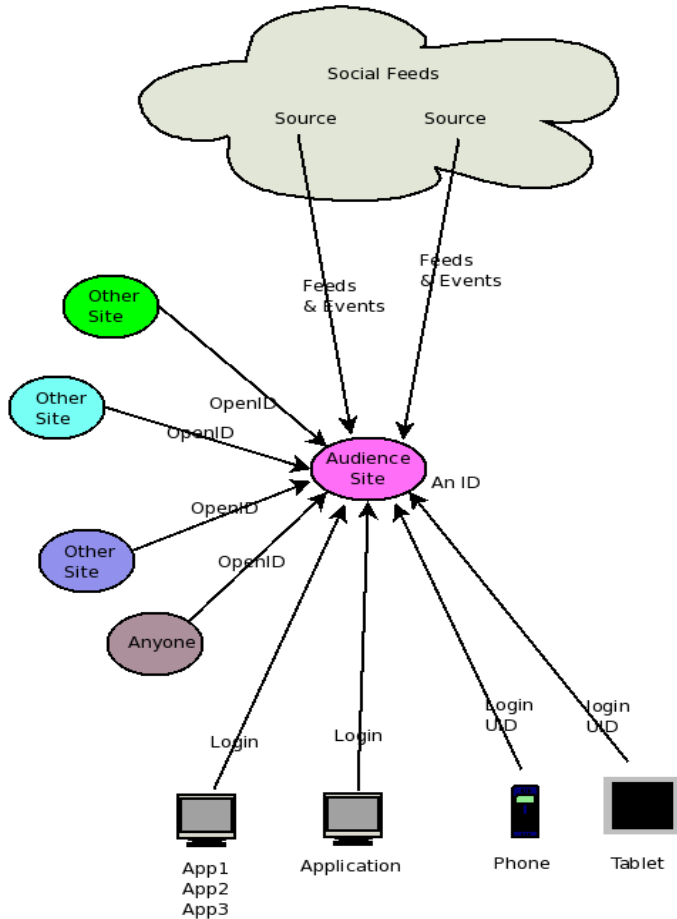 Social Feeds
Source
Source
Feeds
& Events
Feeds
& Events
Other
Site
OpenID
Other
Site
OpenID
Audience
Site
An ID
OpenID
Other
Site
OpenID
Anyone
Login
Login
Login
UID
login
UID
App1
App2
App3
Application
Phone
Tablet